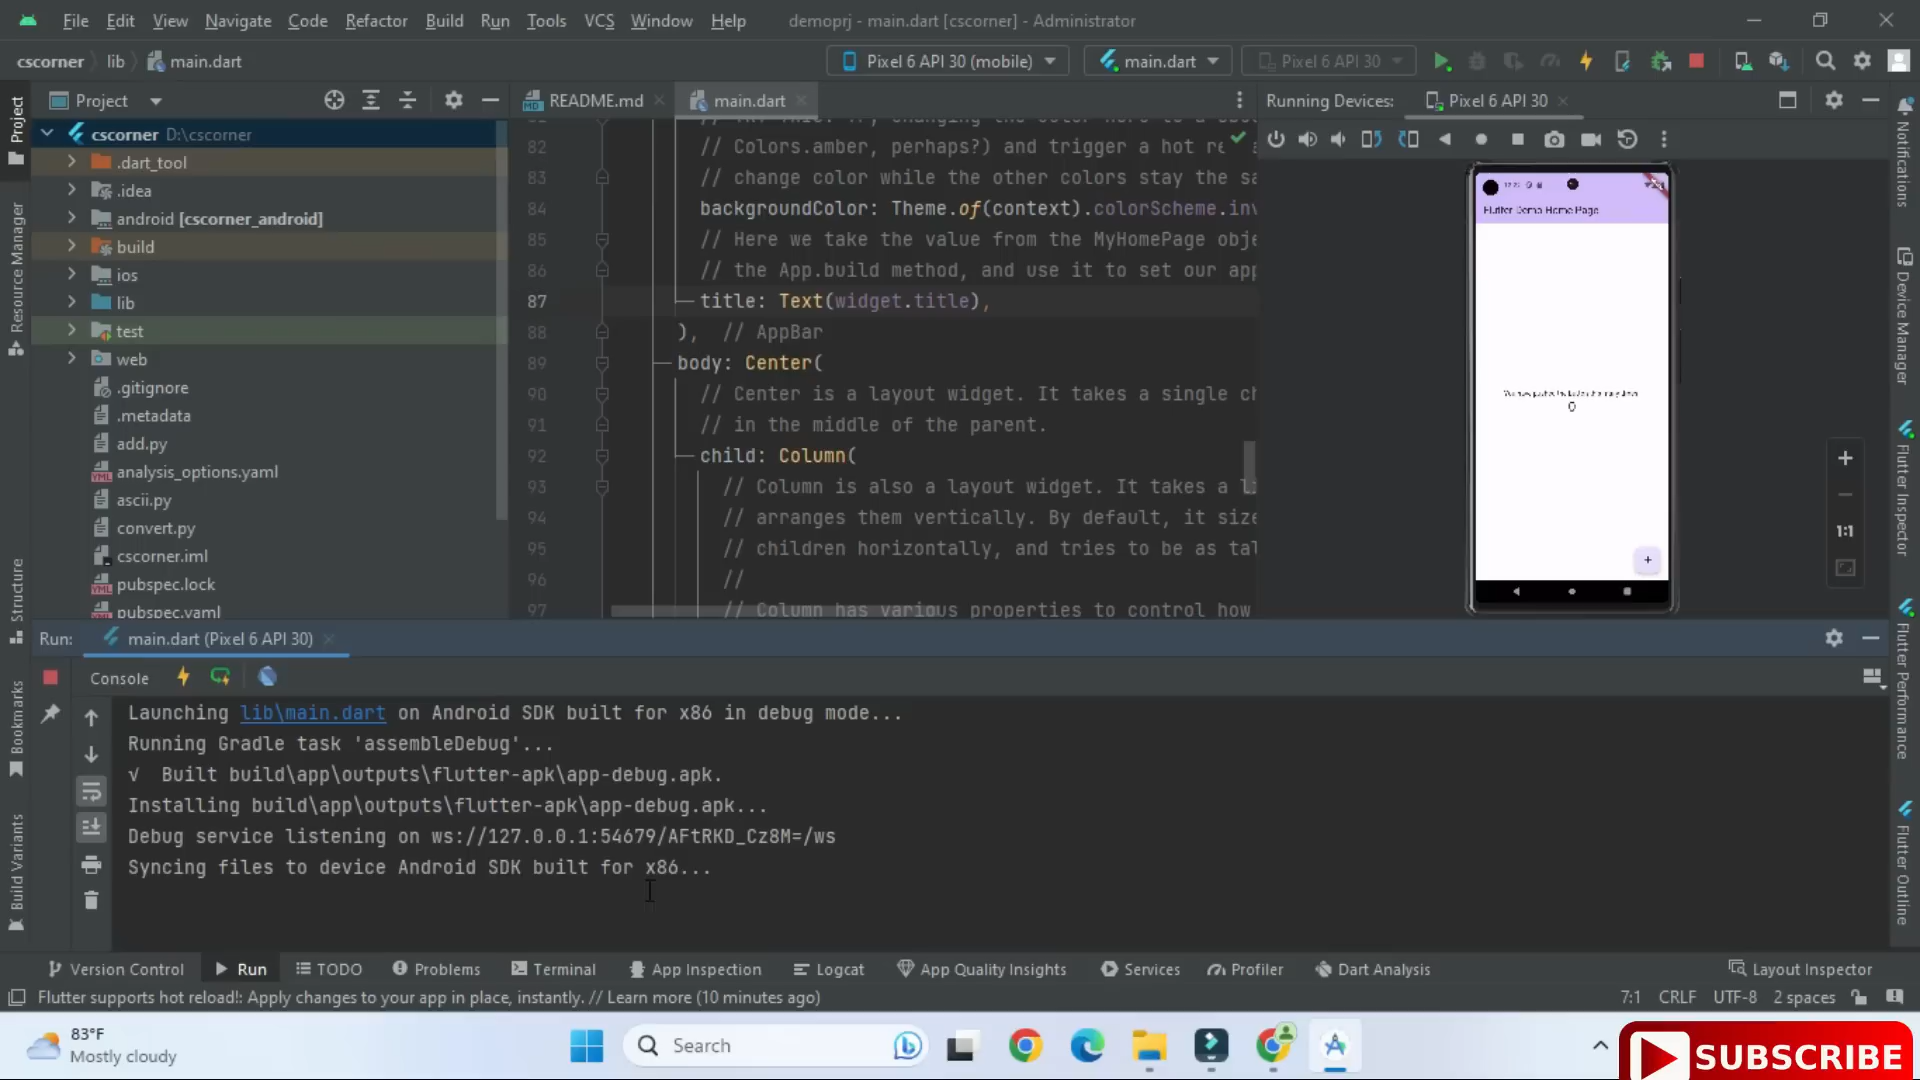 File Edit View Navigate Code Refactor Build Run Tools VCS Window Help demoprj - main.dart [cscorner] - Administrator
cscorner lib main.dart Pixel 6 API 30 (mobile) main.dart Pixel 6 API 30
Project README.md main.dart Running Devices: Pixel 6 API 30
cscorner D:\cscorner
.dart_tool
.idea
android [cscorner_android]
build
ios
lib
test
web
.gitignore
.metadata
add.py
analysis_options.yaml
ascii.py
convert.py
cscorner.iml
pubspec.lock
pubspec.yaml
82 // Colors.amber, perhaps?) and trigger a hot re
83 // change color while the other colors stay the sa
84 backgroundColor: Theme.of(context).colorScheme.inv
85 // Here we take the value from the MyHomePage obje
86 // the App.build method, and use it to set our app
87 title: Text(widget.title),
88 ), // AppBar
89 body: Center(
90 // Center is a layout widget. It takes a single ch
91 // in the middle of the parent.
92 child: Column(
93 // Column is also a layout widget. It takes a li
94 // arranges them vertically. By default, it size
95 // children horizontally, and tries to be as tal
96 //
97 // Column has various properties to control how
Flutter Demo Home Page
0
+
1:1
Project
Resource Manager
Structure
Bookmarks
Build Variants
Notifications
Device Manager
Flutter Inspector
Flutter Performance
Flutter Outline
Run: main.dart (Pixel 6 API 30)
Console
Launching lib\main.dart on Android SDK built for x86 in debug mode...
Running Gradle task 'assembleDebug'...
√ Built build\app\outputs\flutter-apk\app-debug.apk.
Installing build\app\outputs\flutter-apk\app-debug.apk...
Debug service listening on ws://127.0.0.1:54679/AFtRKD_Cz8M=/ws
Syncing files to device Android SDK built for x86...
Version Control Run TODO Problems Terminal App Inspection Logcat App Quality Insights Services Profiler Dart Analysis Layout Inspector
Flutter supports hot reload!: Apply changes to your app in place, instantly. // Learn more (10 minutes ago) 7:1 CRLF UTF-8 2 spaces
83°F
Mostly cloudy
Search
SUBSCRIBE